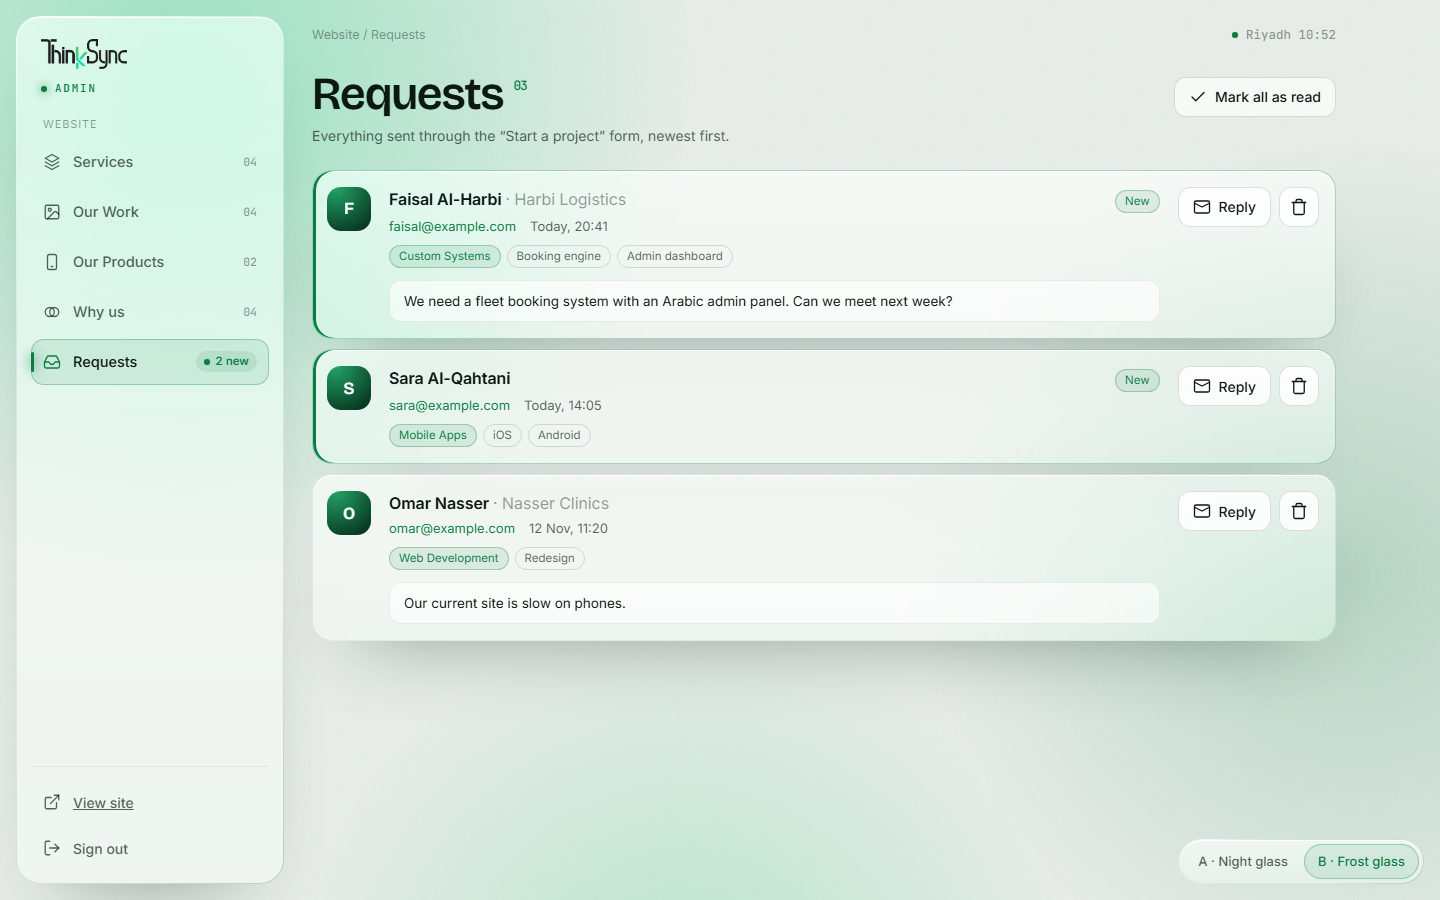 ThinkSync
ADMIN
WEBSITE
Services 04
Our Work 04
Our Products 02
Why us 04
Requests 2 new
View site
Sign out
Website / Requests
Riyadh 10:52
Requests 03
Mark all as read
Everything sent through the “Start a project” form, newest first.
F
Faisal Al-Harbi · Harbi Logistics
New
Reply
faisal@example.com Today, 20:41
Custom Systems Booking engine Admin dashboard
We need a fleet booking system with an Arabic admin panel. Can we meet next week?
S
Sara Al-Qahtani
New
Reply
sara@example.com Today, 14:05
Mobile Apps iOS Android
O
Omar Nasser · Nasser Clinics
Reply
omar@example.com 12 Nov, 11:20
Web Development Redesign
Our current site is slow on phones.
A · Night glass B · Frost glass